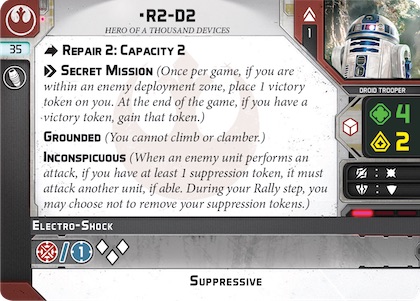 •R2-D2
HERO OF A THOUSAND DEVICES
35
1
REPAIR 2: CAPACITY 2
SECRET MISSION (Once per game, if you are
within an enemy deployment zone, place 1 victory
token on you. At the end of the game, if you have a
victory token, gain that token.)
GROUNDED (You cannot climb or clamber.)
INCONSPICUOUS (When an enemy unit performs an
attack, if you have at least 1 suppression token, it must
attack another unit, if able. During your Rally step, you
may choose not to remove your suppression tokens.)
DROID TROOPER
4
2
: 
ELECTRO-SHOCK
/ 1
SUPPRESSIVE